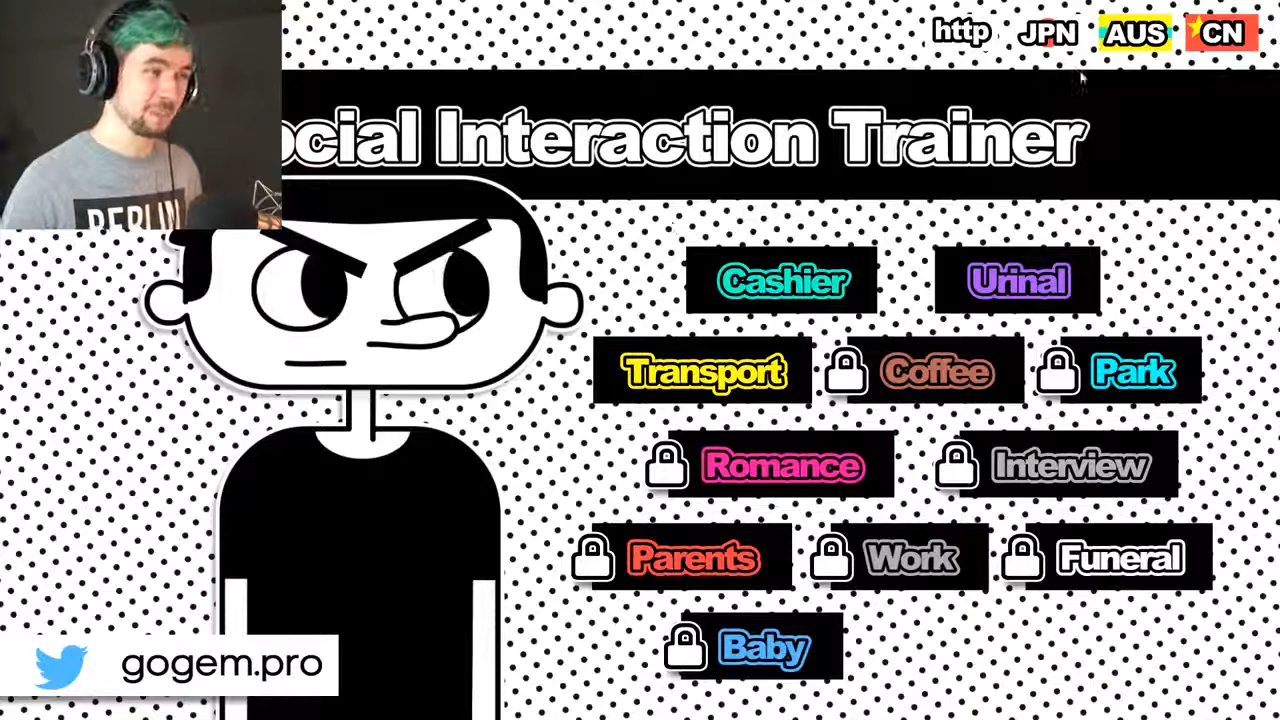 http JPN AUS CN
ocial Interaction Trainer
BERLIN
Cashier Urinal
Transport Coffee Park
Romance Interview
Parents Work Funeral
Baby
gogem.pro